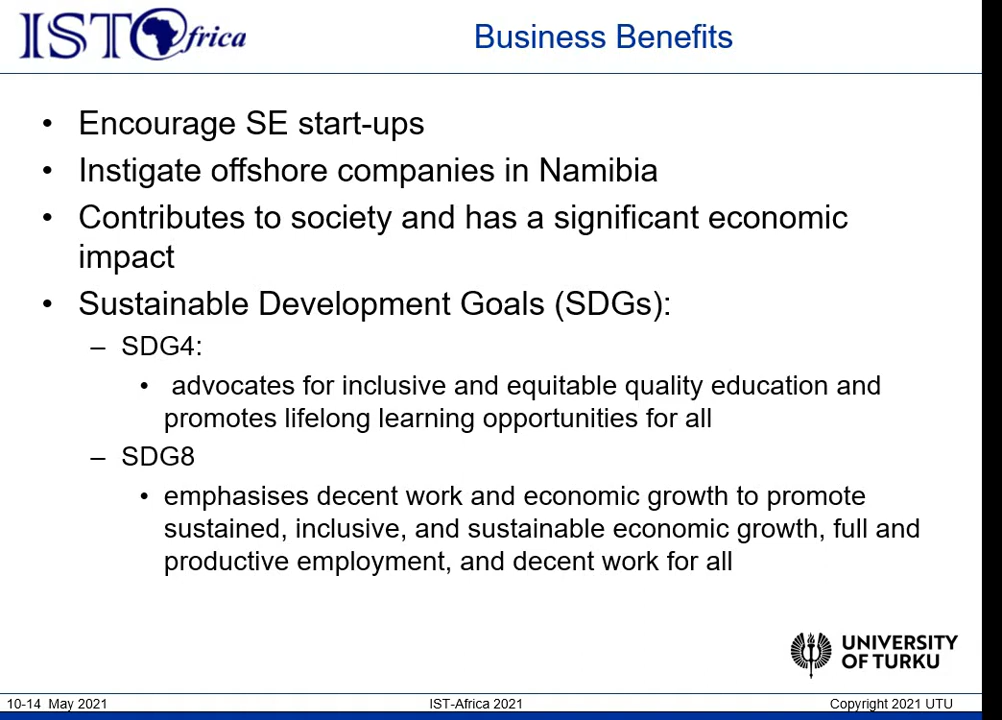 IST Africa
Business Benefits
• Encourage SE start-ups
• Instigate offshore companies in Namibia
• Contributes to society and has a significant economic
impact
• Sustainable Development Goals (SDGs):
– SDG4:
• advocates for inclusive and equitable quality education and
promotes lifelong learning opportunities for all
– SDG8
• emphasises decent work and economic growth to promote
sustained, inclusive, and sustainable economic growth, full and
productive employment, and decent work for all
UNIVERSITY
OF TURKU
10-14 May 2021
IST-Africa 2021
Copyright 2021 UTU